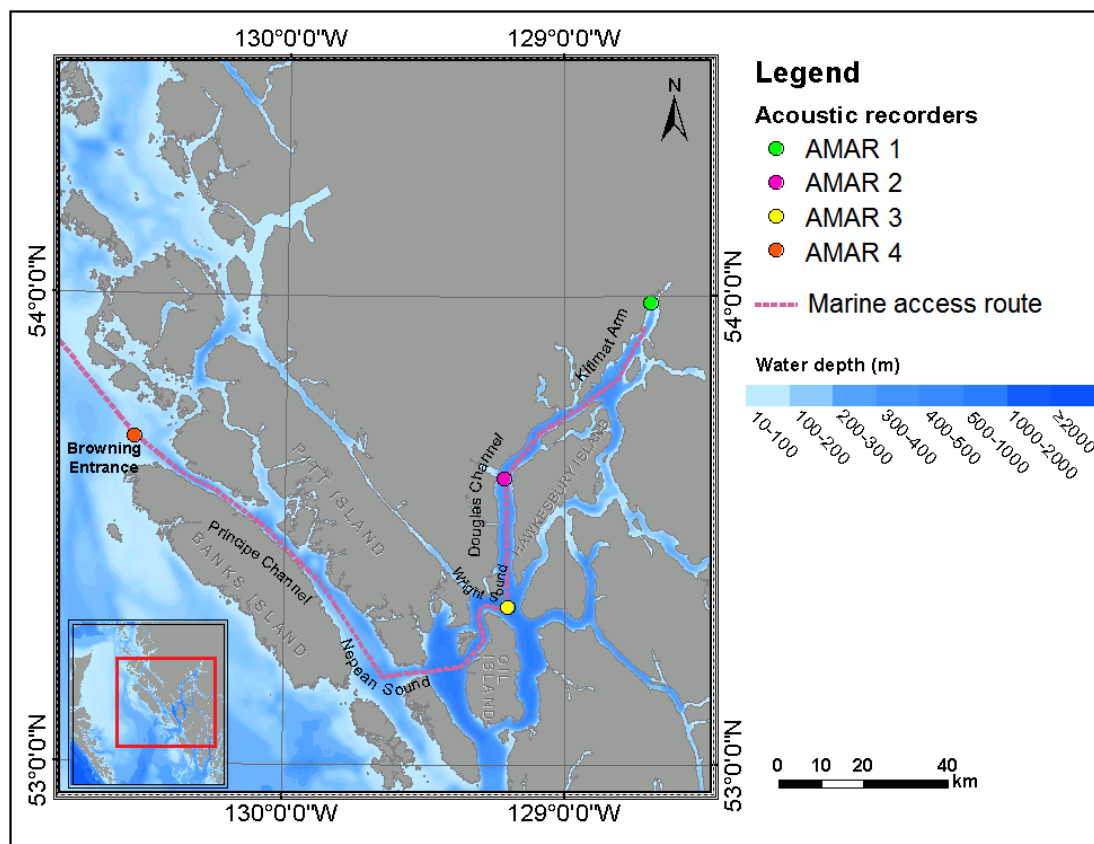 130°0'0"W
129°0'0"W
N
54°0'0"N
54°0'0"N
Kitimat Arm
Browning
Entrance
PITT ISLAND
Douglas Channel
HAWKESBURY ISLAND
Principe Channel
BANKS ISLAND
Wright Sound
Nepean Sound
GIL
ISLAND
53°0'0"N
53°0'0"N
130°0'0"W
129°0'0"W
Legend
Acoustic recorders
AMAR 1
AMAR 2
AMAR 3
AMAR 4
Marine access route
Water depth (m)
10-100
100-200
200-300
300-400
400-500
500-1000
1000-2000
≥2000
0 10 20 40
km